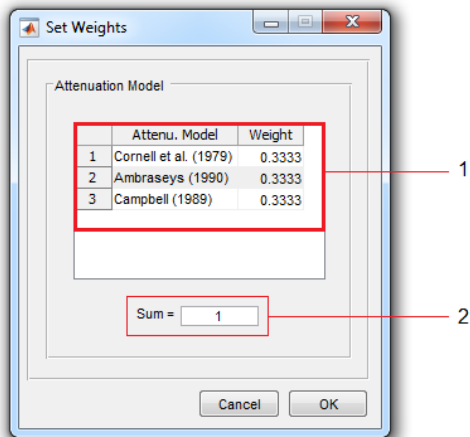 Set Weights
Attenuation Model
Attenu. Model Weight
1 Cornell et al. (1979) 0.3333
2 Ambraseys (1990) 0.3333
3 Campbell (1989) 0.3333
1
Sum = 1
2
Cancel OK